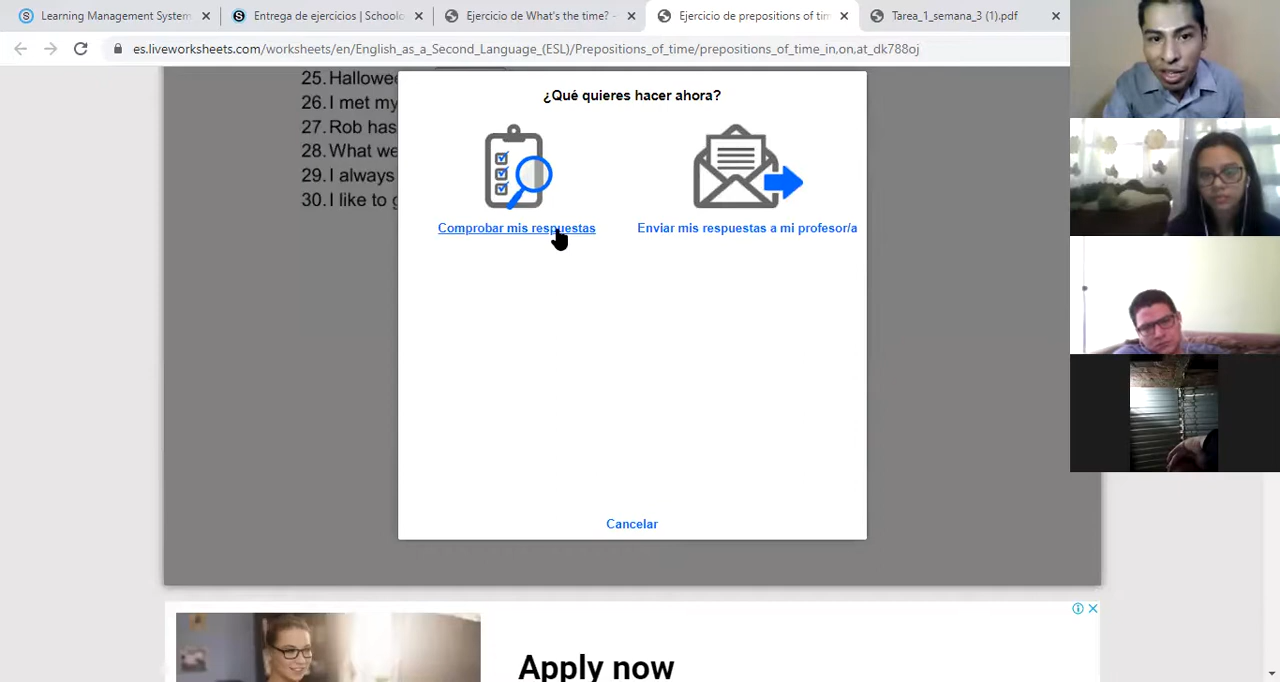 Learning Management System
Entrega de ejercicios | Schoolo
Ejercicio de What's the time? -
Ejercicio de prepositions of tim
Tarea_1_semana_3 (1).pdf
es.liveworksheets.com/worksheets/en/English_as_a_Second_Language_(ESL)/Prepositions_of_time/prepositions_of_time_in,on,at_dk788oj
25. Hallowee
26. I met my
27. Rob has
28. What we
29. I always
30. I like to g
¿Qué quieres hacer ahora?
Comprobar mis respuestas
Enviar mis respuestas a mi profesor/a
Cancelar
Apply now